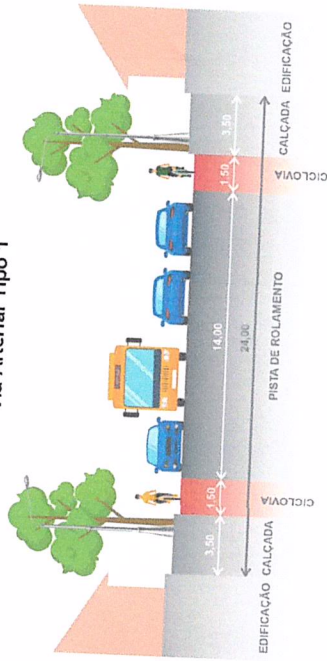 Via Arterial Tipo 1
3,50
1,50
14,00
1,50
3,50
24,00
EDIFICAÇÃO
CALÇADA
CICLOVIA
PISTA DE ROLAMENTO
CICLOVIA
CALÇADA
EDIFICAÇÃO